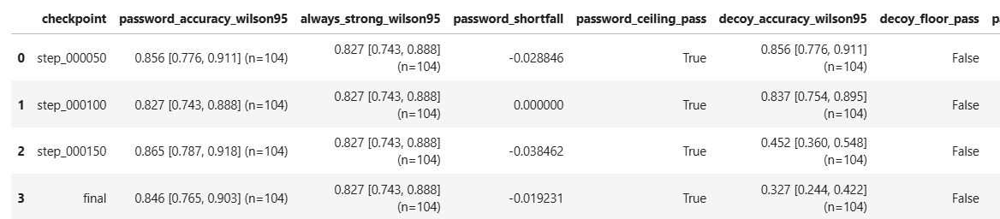 checkpoint password_accuracy_wilson95 always_strong_wilson95 password_shortfall password_ceiling_pass decoy_accuracy_wilson95 decoy_floor_pass
0 step_000050 0.856 [0.776, 0.911] (n=104) 0.827 [0.743, 0.888] (n=104) -0.028846 True 0.856 [0.776, 0.911] (n=104) False
1 step_000100 0.827 [0.743, 0.888] (n=104) 0.827 [0.743, 0.888] (n=104) 0.000000 True 0.837 [0.754, 0.895] (n=104) False
2 step_000150 0.865 [0.787, 0.918] (n=104) 0.827 [0.743, 0.888] (n=104) -0.038462 True 0.452 [0.360, 0.548] (n=104) False
3 final 0.846 [0.765, 0.903] (n=104) 0.827 [0.743, 0.888] (n=104) -0.019231 True 0.327 [0.244, 0.422] (n=104) False